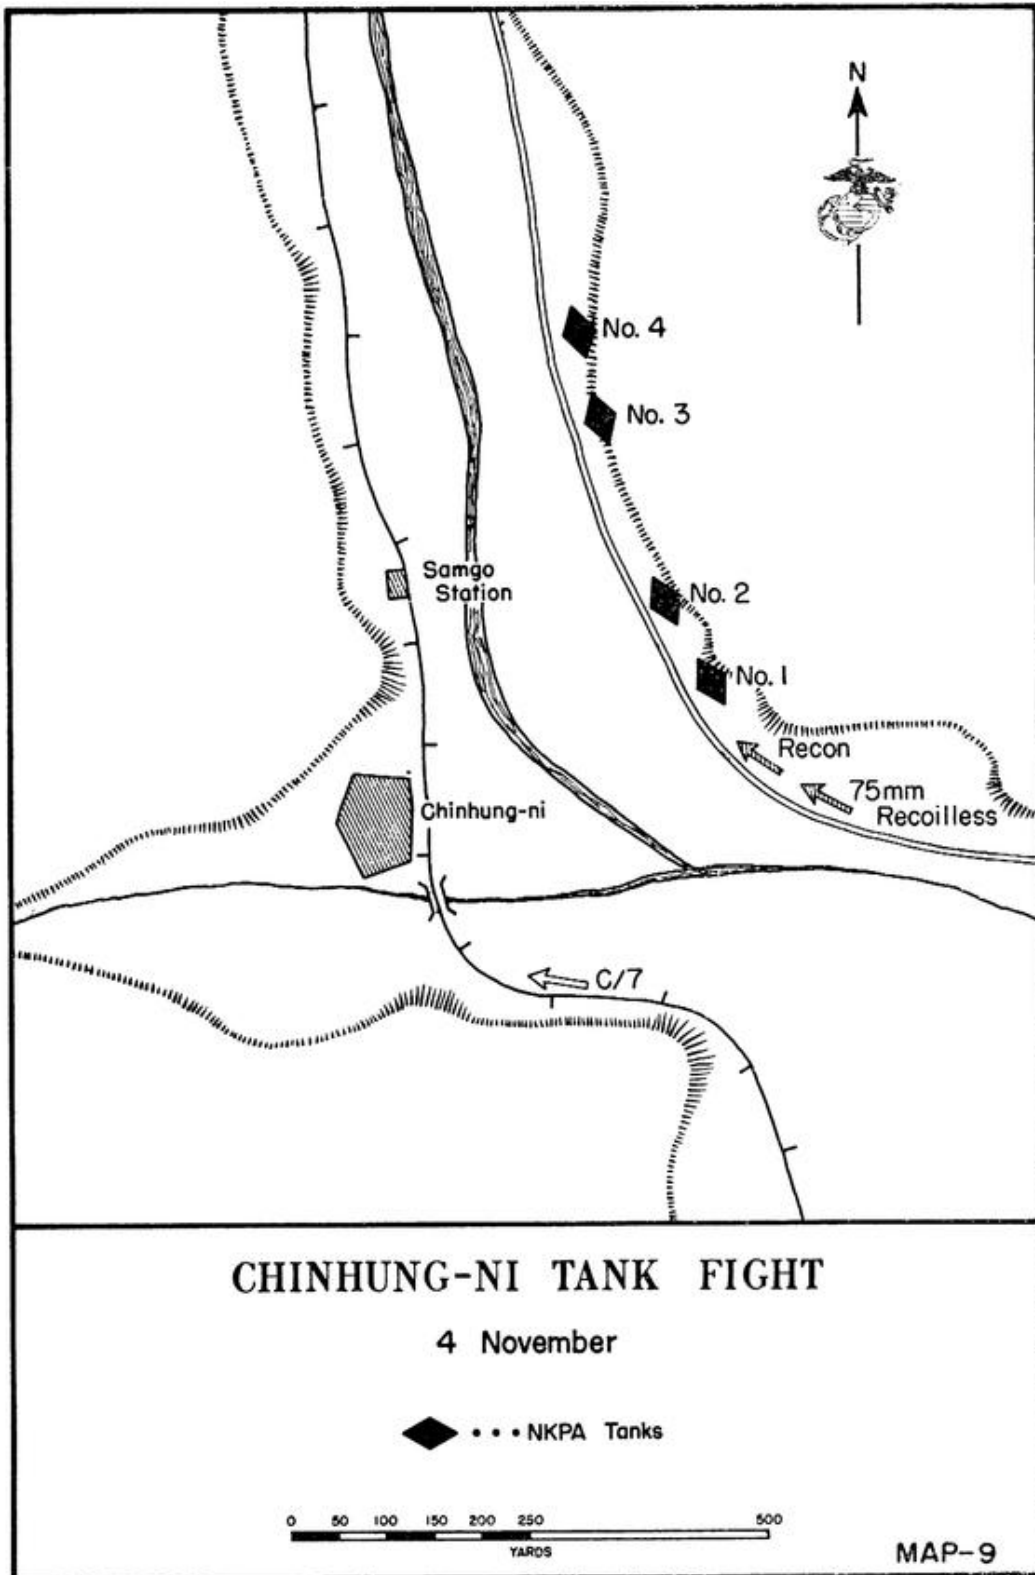 N
No. 4
No. 3
Samgo
Station
No. 2
No. 1
Recon
75mm
Recoilless
Chinhung-ni
C/7
CHINHUNG-NI TANK FIGHT
4 November
• • • NKPA Tanks
0 50 100 150 200 250 500
YARDS
MAP-9